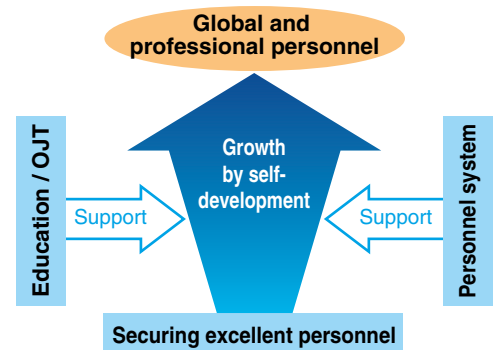 Global and
professional personnel
Education / OJT
Support
Growth
by self-
development
Support
Personnel system
Securing excellent personnel